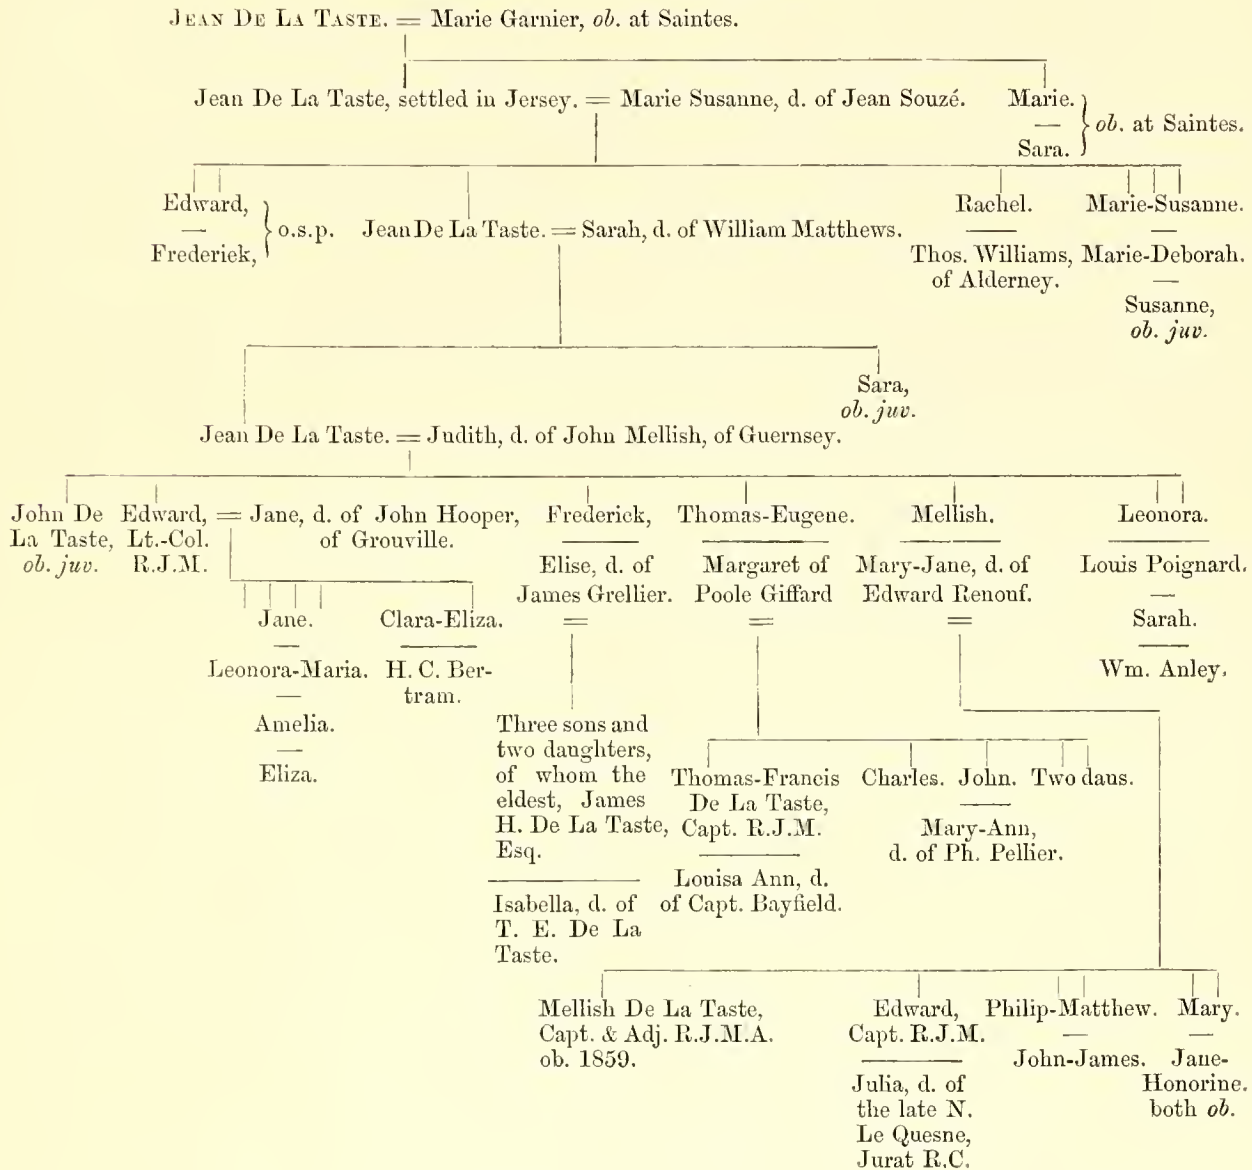 JEAN DE LA TASTE. = Marie Garnier, ob. at Saintes.
Jean De La Taste, settled in Jersey. = Marie Susanne, d. of Jean Souzé.
Marie.
—
Sara.
} ob. at Saintes.
Edward,
—
Frederick,
} o.s.p.
Jean De La Taste. = Sarah, d. of William Matthews.
Rachel.
Thos. Williams,
of Alderney.
Marie-Susanne.
—
Marie-Deborah.
—
Susanne,
ob. juv.
Sara,
ob. juv.
Jean De La Taste. = Judith, d. of John Mellish, of Guernsey.
John De
La Taste,
ob. juv.
Edward, = Jane, d. of John Hooper,
Lt.-Col. of Grouville.
R.J.M.
Frederick,
Elise, d. of
James Grellier.
=
Thomas-Eugene.
Margaret of
Poole Giffard
=
Mellish.
Mary-Jane, d. of
Edward Renouf.
=
Leonora.
Louis Poignard.
—
Sarah.
Wm. Anley.
Jane.
—
Leonora-Maria.
—
Amelia.
—
Eliza.
Clara-Eliza.
H. C. Ber-
tram.
Three sons and
two daughters,
of whom the
eldest, James
H. De La Taste,
Esq.
Isabella, d. of
T. E. De La
Taste.
Thomas-Francis
De La Taste,
Capt. R.J.M.
Louisa Ann, d.
of Capt. Bayfield.
Charles. John. Two daus.
Mary-Ann,
d. of Ph. Pellier.
Mellish De La Taste,
Capt. & Adj. R.J.M.A.
ob. 1859.
Edward,
Capt. R.J.M.
Julia, d. of
the late N.
Le Quesne,
Jurat R.C.
Philip-Matthew.
—
John-James.
Mary.
—
Jane-
Honorine.
both ob.